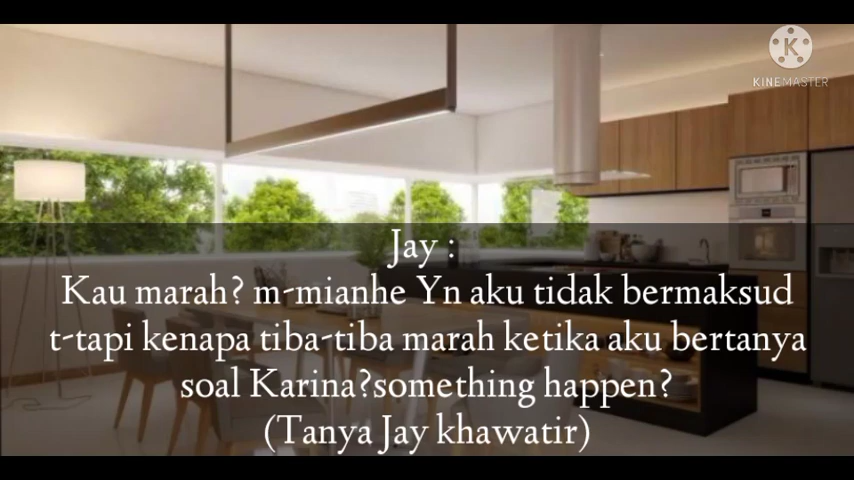 KINEMASTER
Jay :
Kau marah? m-mianhe Yn aku tidak bermaksud
t-tapi kenapa tiba-tiba marah ketika aku bertanya
soal Karina?something happen?
(Tanya Jay khawatir)